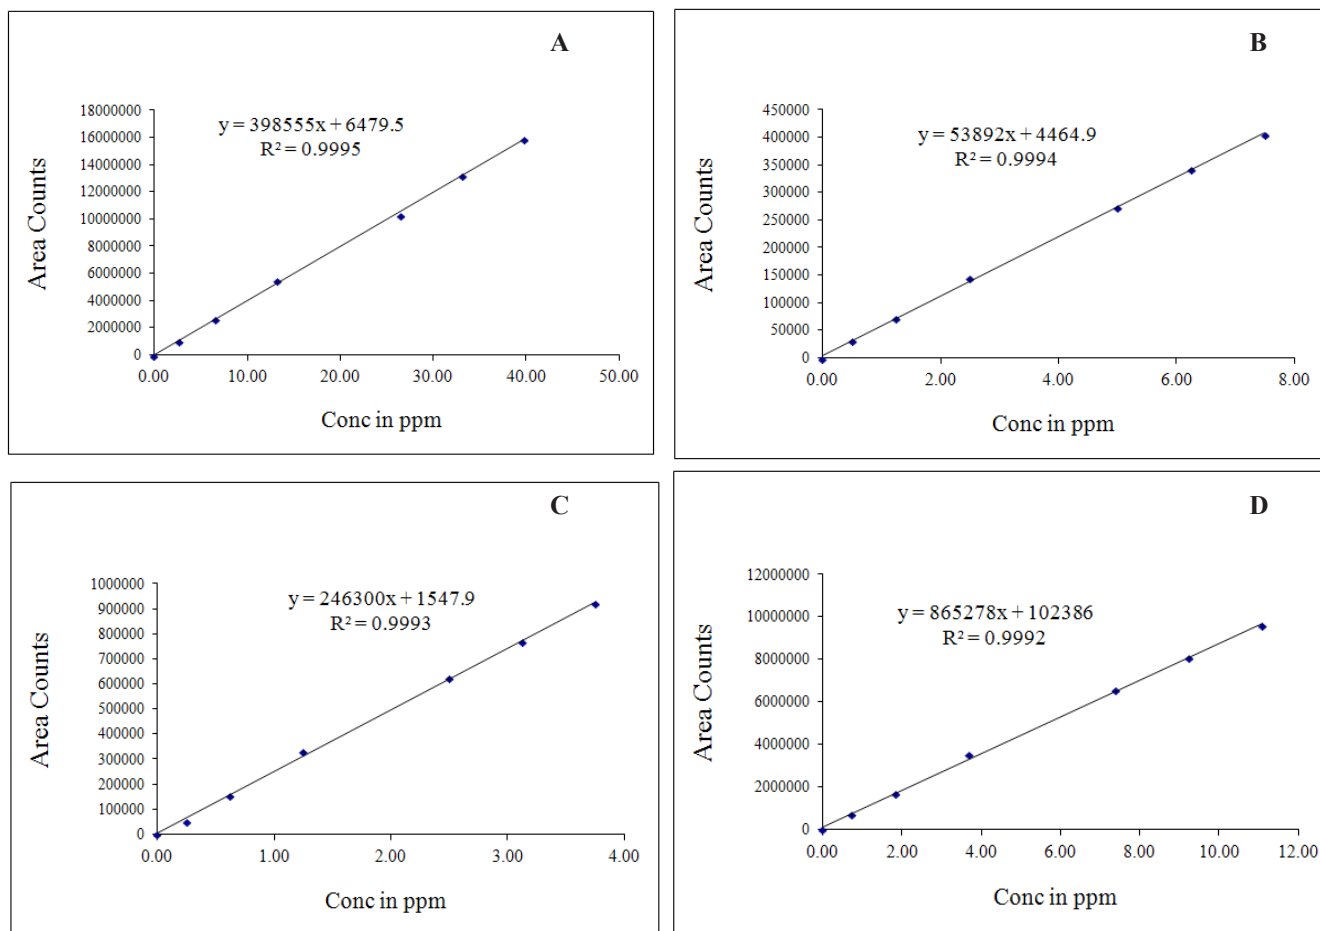 A
18000000
16000000
14000000
12000000
10000000
8000000
6000000
4000000
2000000
0
y = 398555x + 6479.5
R² = 0.9995
Area Counts
0.00 10.00 20.00 30.00 40.00 50.00
Conc in ppm
B
450000
400000
350000
300000
250000
200000
150000
100000
50000
0
y = 53892x + 4464.9
R² = 0.9994
Area Counts
0.00 2.00 4.00 6.00 8.00
Conc in ppm
C
1000000
900000
800000
700000
600000
500000
400000
300000
200000
100000
0
y = 246300x + 1547.9
R² = 0.9993
Area Counts
0.00 1.00 2.00 3.00 4.00
Conc in ppm
D
12000000
10000000
8000000
6000000
4000000
2000000
0
y = 865278x + 102386
R² = 0.9992
Area Counts
0.00 2.00 4.00 6.00 8.00 10.00 12.00
Conc in ppm